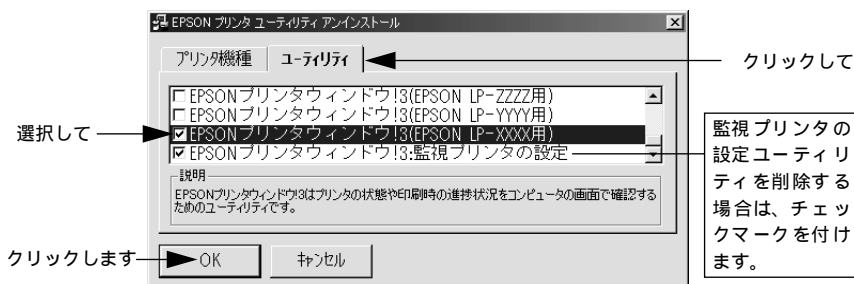 EPSON プリンタ ユーティリティ アンインストール
プリンタ機種
ユーティリティ
クリックして
EPSONプリンタウィンドウ!3(EPSON LP-ZZZZ用)
EPSONプリンタウィンドウ!3(EPSON LP-YYYY用)
選択して
EPSONプリンタウィンドウ!3(EPSON LP-XXXX用)
EPSONプリンタウィンドウ!3:監視プリンタの設定
監視プリンタの
設定ユーティリ
ティを削除する
場合は、チェッ
クマークを付け
ます。
説明
EPSONプリンタウィンドウ!3はプリンタの状態や印刷時の進捗状況をコンピュータの画面で確認する
ためのユーティリティです。
クリックします
OK
キャンセル